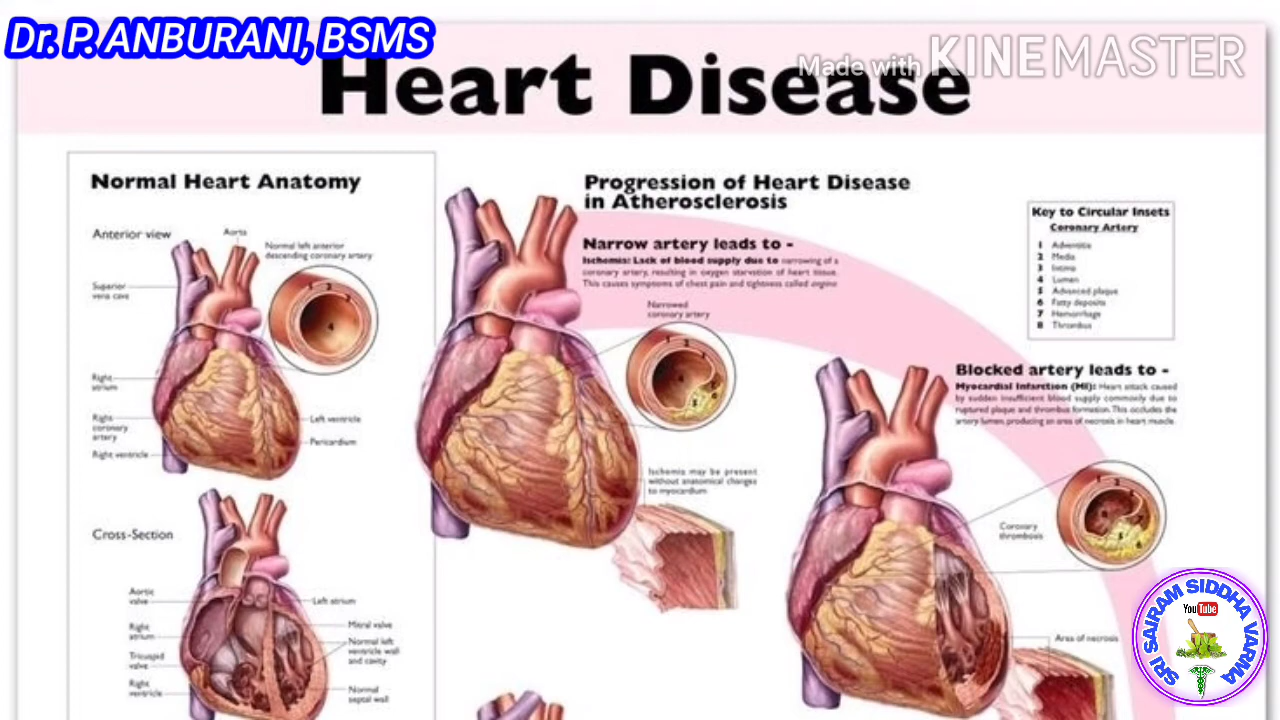 Dr. P. ANBURANI, BSMS
Made with KINEMASTER
Heart Disease
Normal Heart Anatomy
Anterior view
Aorta
Normal left anterior
descending coronary artery
Superior
vena cave
Right
atrium
Right
coronary
artery
Right ventricle
Left ventricle
Pericardium
Cross-Section
Aortic
valve
Right
atrium
Tricuspid
valve
Right
ventricle
Left atrium
Mitral valve
Normal left
ventricle wall
and cavity
Normal
septal wall
Progression of Heart Disease
in Atherosclerosis
Narrow artery leads to -
Ischemia: Lack of blood supply due to narrowing of a
coronary artery, resulting in oxygen starvation of heart tissue.
This causes symptoms of chest pain and tightness called angina
Narrowed
coronary artery
Ischemia may be present
without anatomical changes
to myocardium
Key to Circular Insets
Coronary Artery
1 Adventitia
2 Media
3 Intima
4 Lumen
5 Advanced plaque
6 Fatty deposits
7 Hemorrhage
8 Thrombus
Blocked artery leads to -
Myocardial Infarction (MI): Heart attack caused
by sudden insufficient blood supply commonly due to
ruptured plaque and thrombus formation. This occludes the
artery lumen, producing an area of necrosis in heart muscle
Coronary
thrombosis
Area of necrosis
SRI SAIRAM SIDDHA VARMA
YouTube